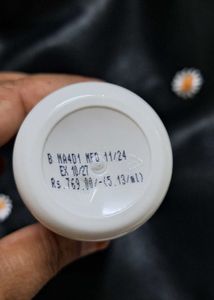 B MA4D1 MFD 11/24
EX 10/27
Rs.769.00/-(5.13/ml)